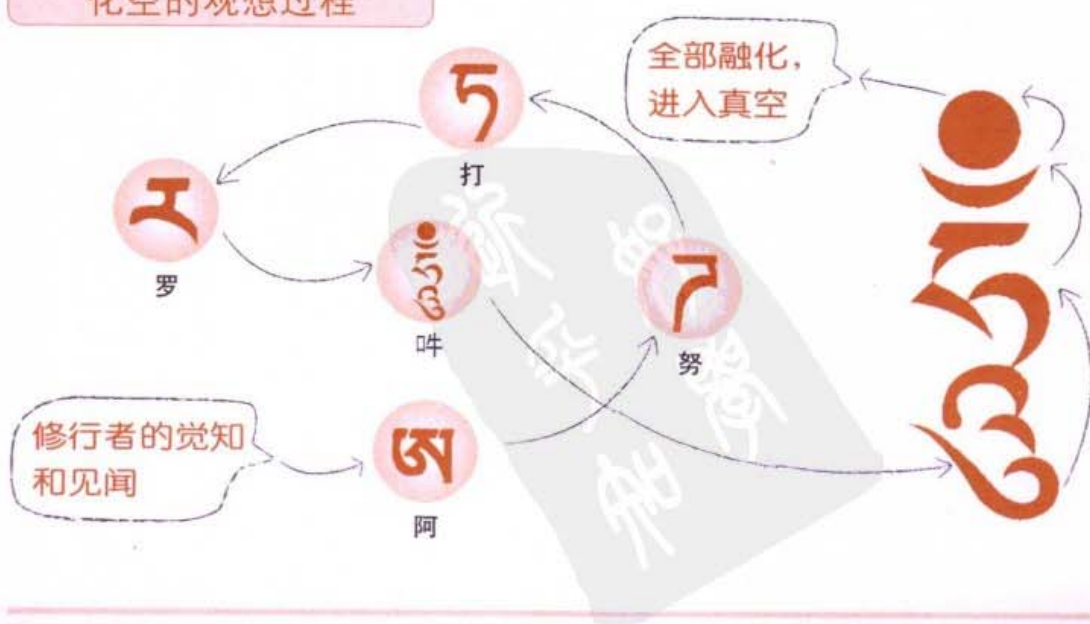 化空的观想过程
全部融化，
进入真空
打
罗
吽
努
修行者的觉知
和见闻
阿